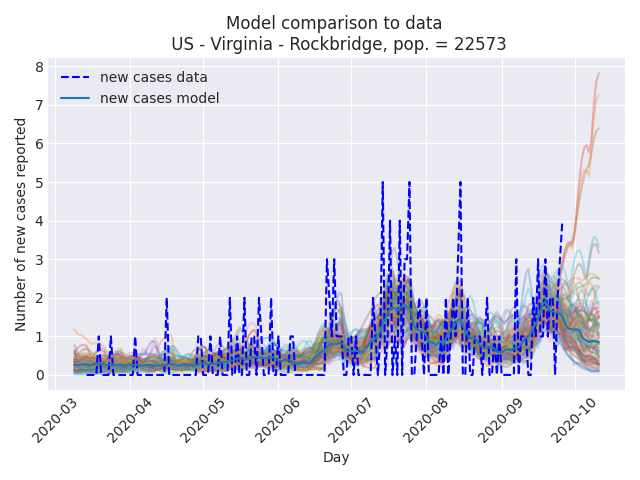 Model comparison to data
US - Virginia - Rockbridge, pop. = 22573
new cases data
new cases model
Number of new cases reported
8
7
6
5
4
3
2
1
0
2020-03
2020-04
2020-05
2020-06
2020-07
2020-08
2020-09
2020-10
Day